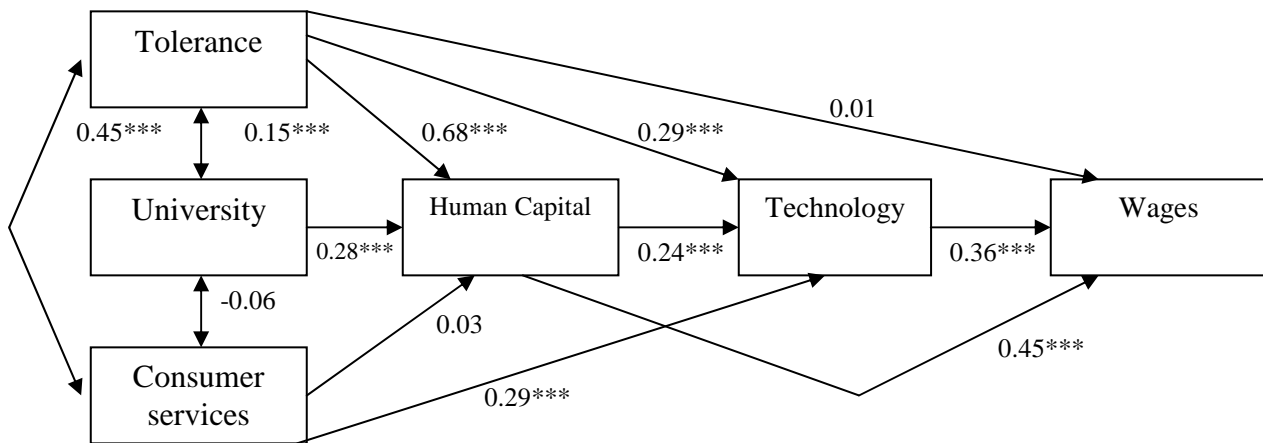 Tolerance
0.01
0.45***
0.15***
0.68***
0.29***
University
Human Capital
Technology
Wages
0.28***
0.24***
0.36***
-0.06
0.03
0.45***
Consumer
services
0.29***